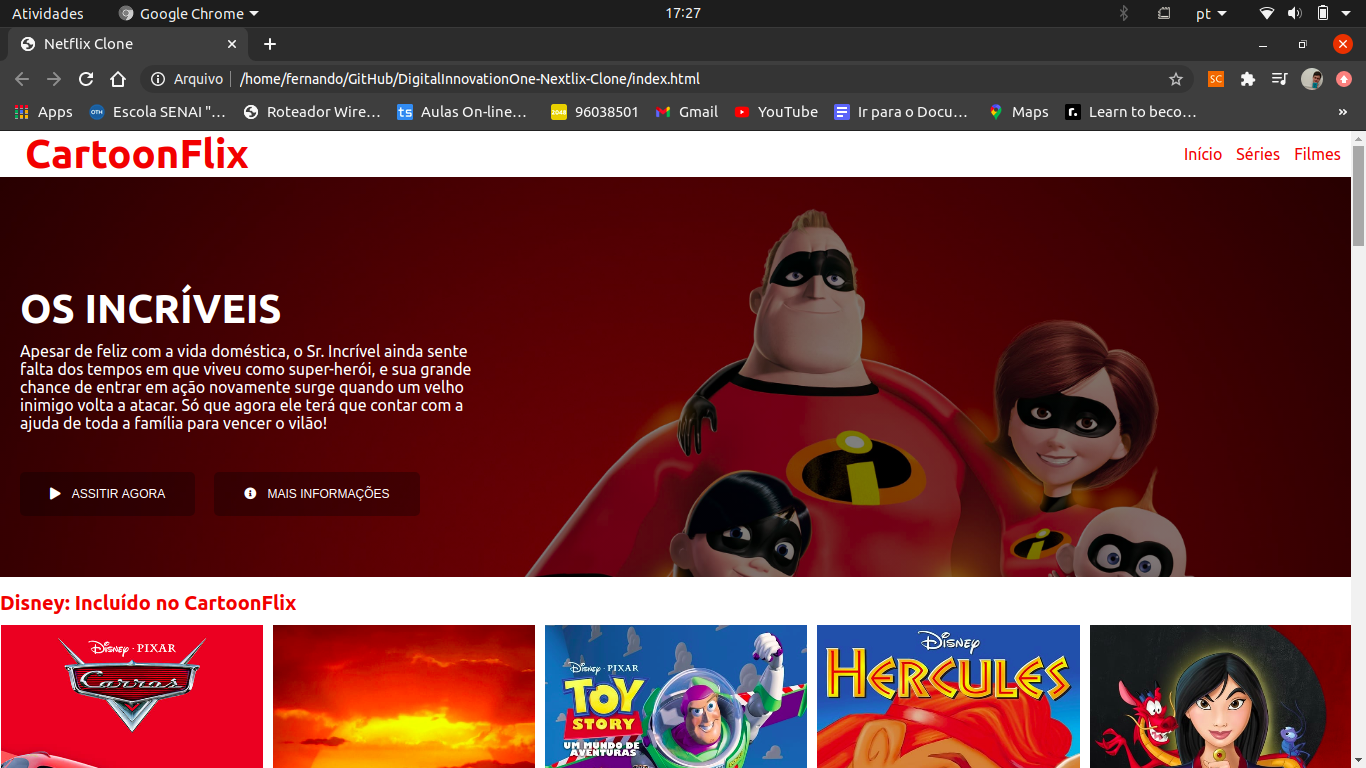 Atividades Google Chrome 17:27 pt
Netflix Clone
Arquivo /home/fernando/GitHub/DigitalInnovationOne-Nextlix-Clone/index.html SC
Apps OTH Escola SENAI "... Roteador Wire... ts Aulas On-line... 2048 96038501 Gmail YouTube Ir para o Docu... Maps r. Learn to beco... »
CartoonFlix Início Séries Filmes
OS INCRÍVEIS
Apesar de feliz com a vida doméstica, o Sr. Incrível ainda sente
falta dos tempos em que viveu como super-herói, e sua grande
chance de entrar em ação novamente surge quando um velho
inimigo volta a atacar. Só que agora ele terá que contar com a
ajuda de toda a família para vencer o vilão!
ASSITIR AGORA MAIS INFORMAÇÕES
Disney: Incluído no CartoonFlix
Disney · PIXAR
Carros
Disney · PIXAR
TOY
STORY
UM MUNDO DE
AVENTURAS
Disney
HERCULES